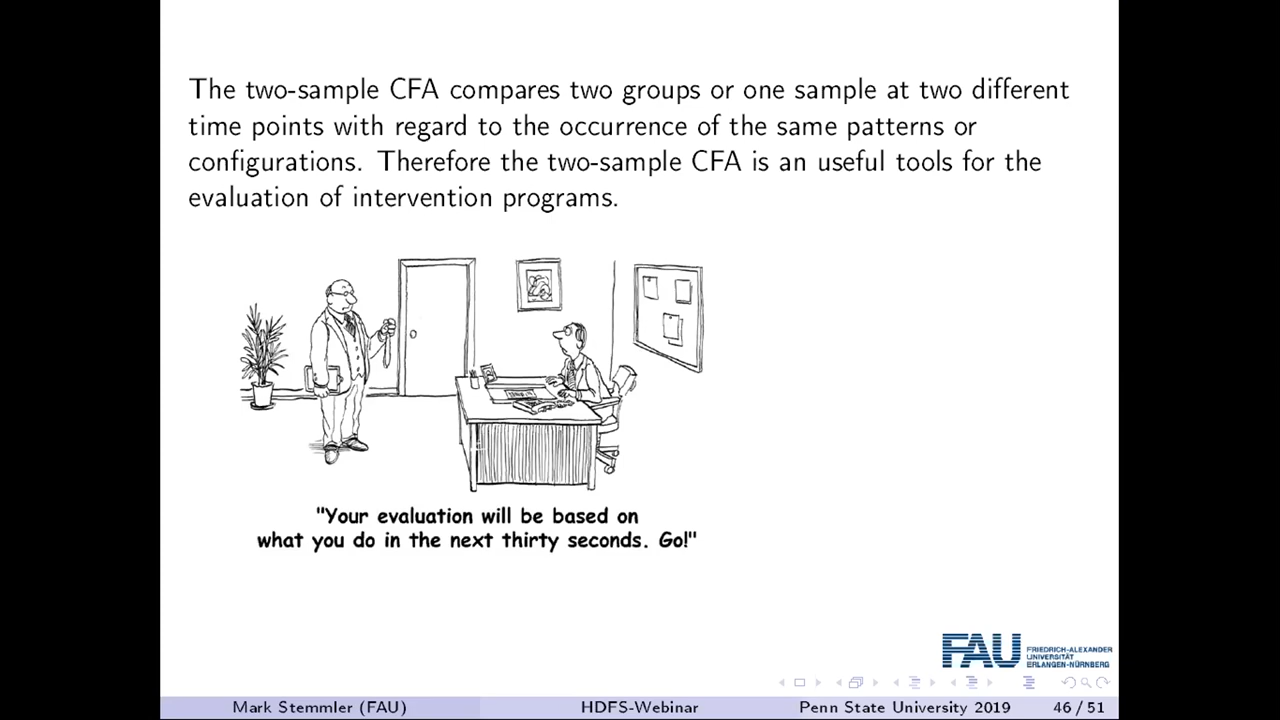 The two-sample CFA compares two groups or one sample at two different
time points with regard to the occurrence of the same patterns or
configurations. Therefore the two-sample CFA is an useful tools for the
evaluation of intervention programs.
"Your evaluation will be based on
what you do in the next thirty seconds. Go!"
FAU
FRIEDRICH-ALEXANDER
UNIVERSITÄT
ERLANGEN-NÜRNBERG
Mark Stemmler (FAU) HDFS-Webinar Penn State University 2019 46 / 51